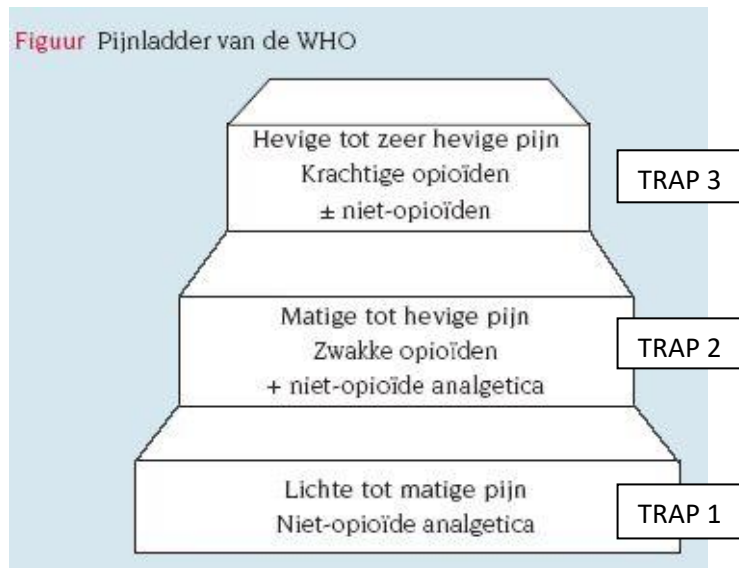 Figuur Pijnladder van de WHO
Hevige tot zeer hevige pijn
Krachtige opioïden
± niet-opioïden
TRAP 3
Matige tot hevige pijn
Zwakke opioïden
+ niet-opioïde analgetica
TRAP 2
Lichte tot matige pijn
Niet-opioïde analgetica
TRAP 1